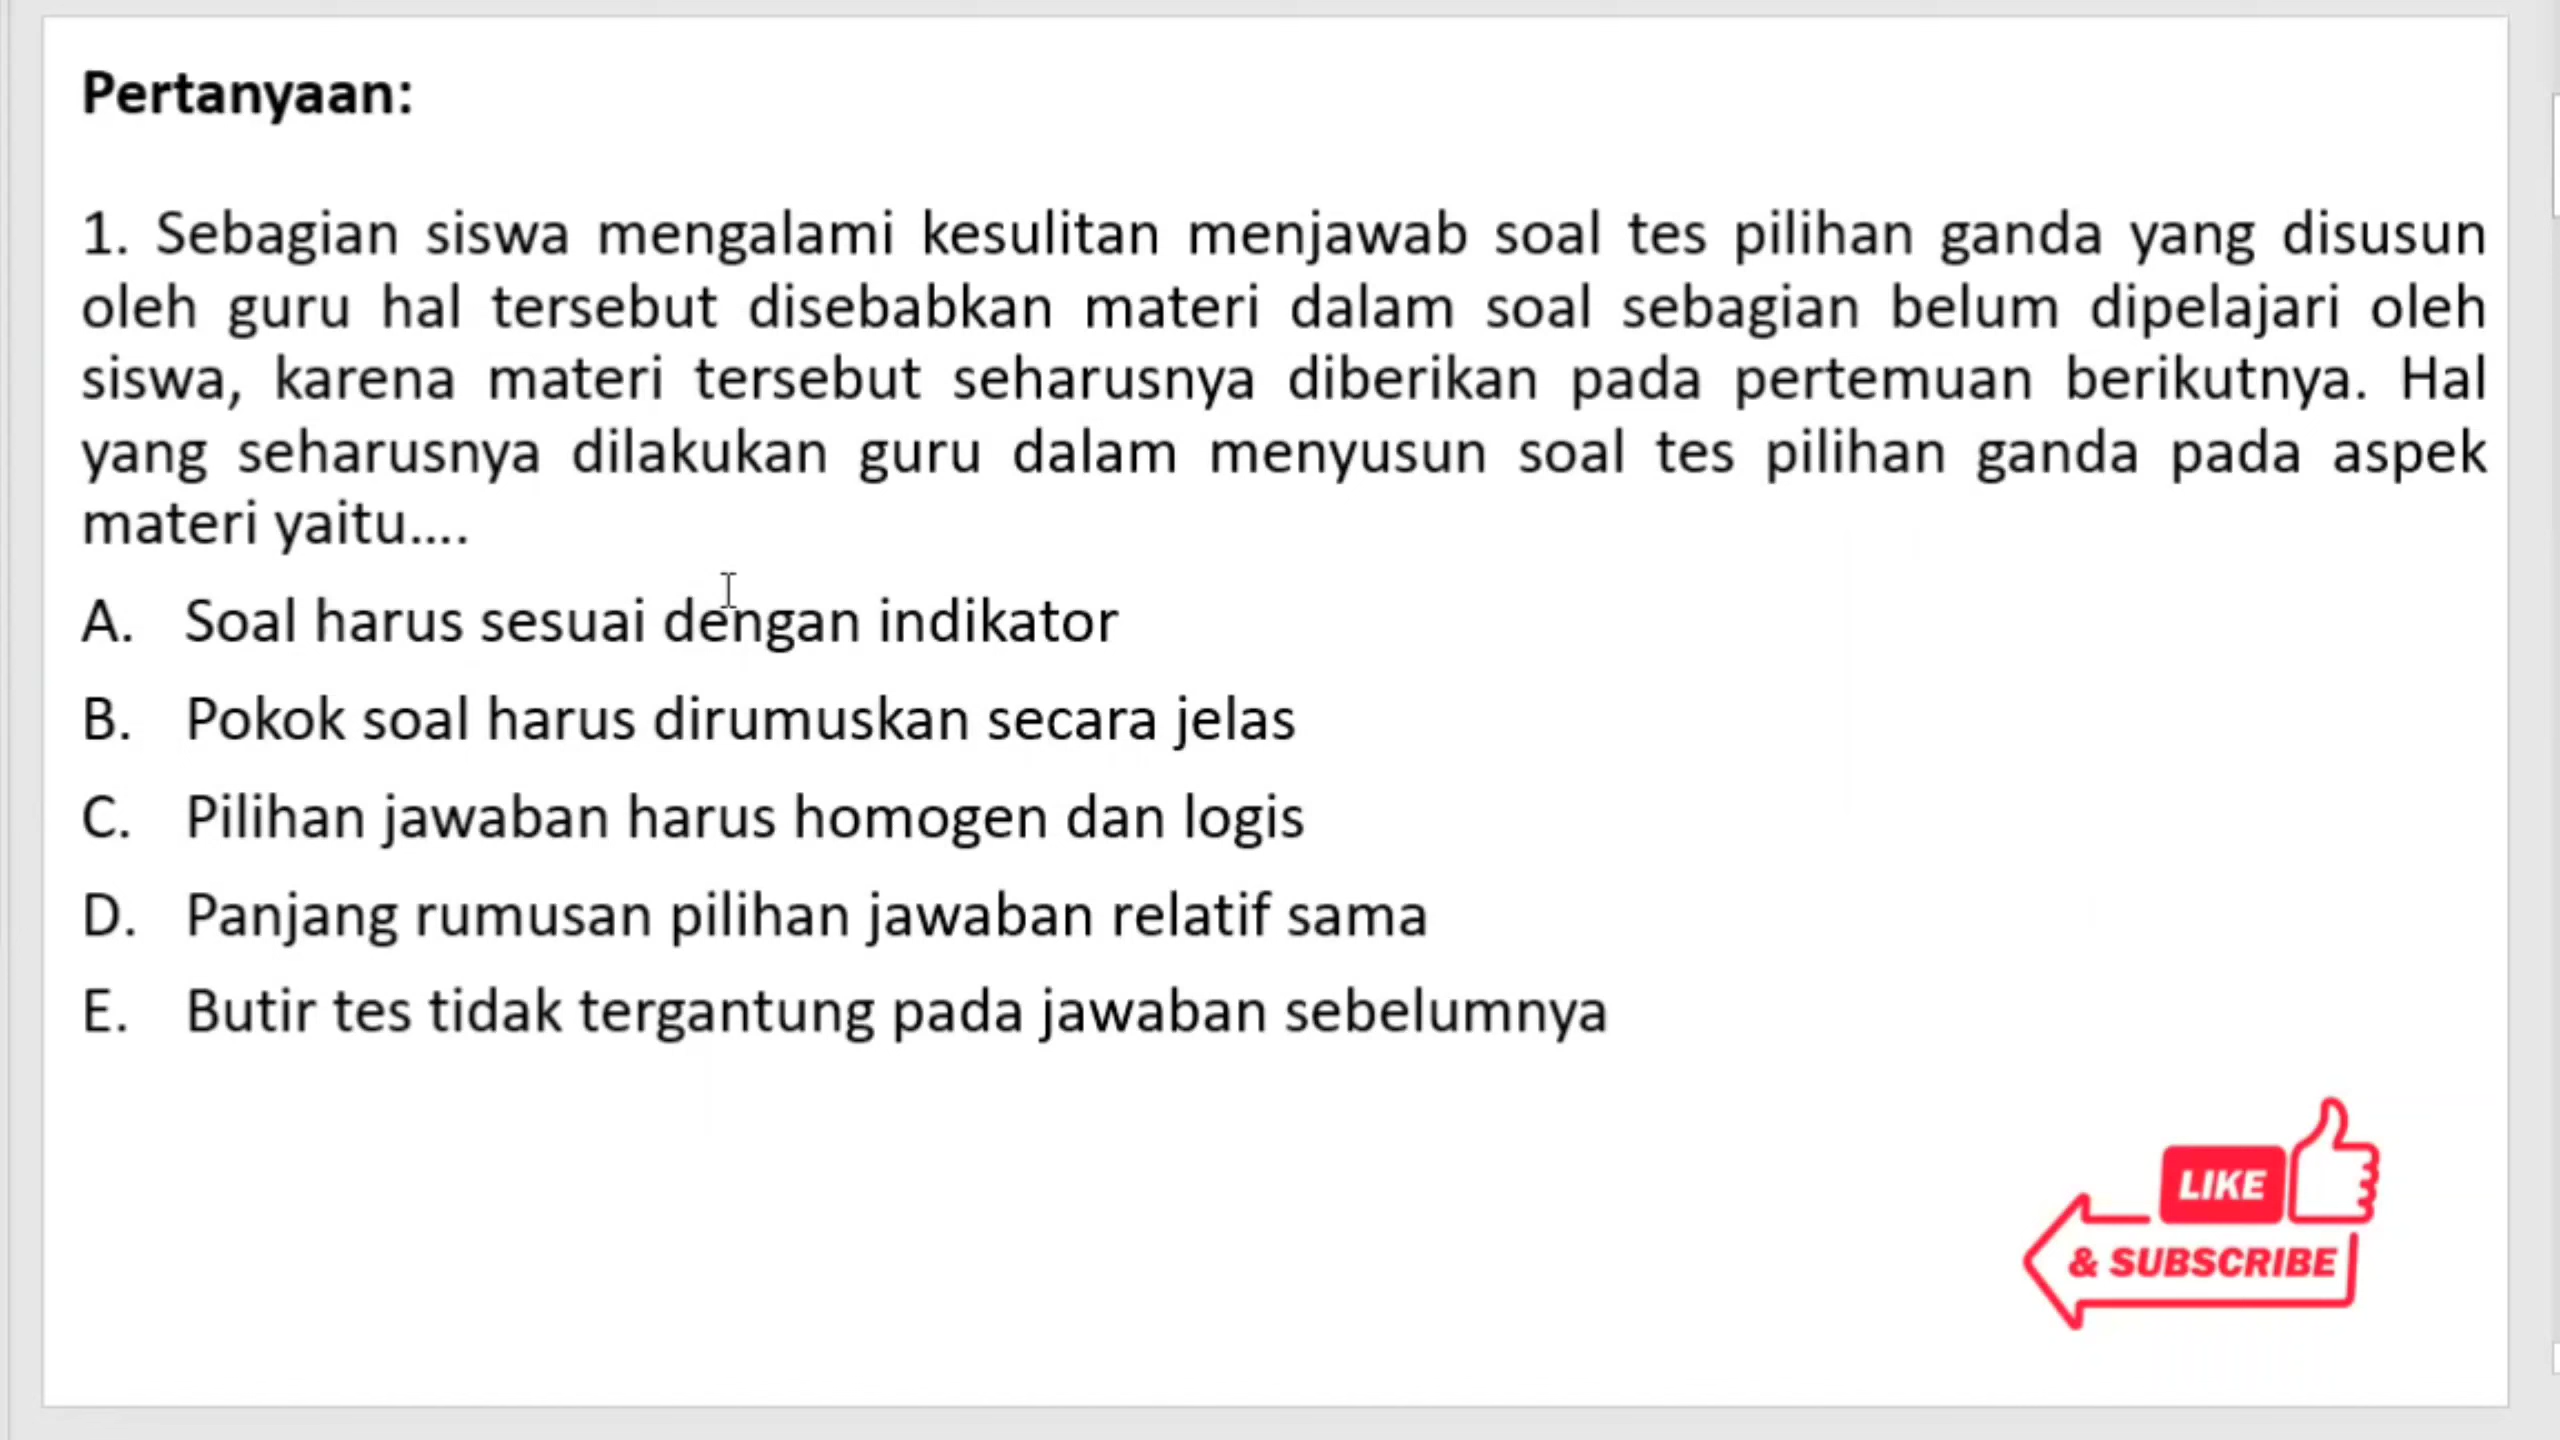 Pertanyaan:
1. Sebagian siswa mengalami kesulitan menjawab soal tes pilihan ganda yang disusun
oleh guru hal tersebut disebabkan materi dalam soal sebagian belum dipelajari oleh
siswa, karena materi tersebut seharusnya diberikan pada pertemuan berikutnya. Hal
yang seharusnya dilakukan guru dalam menyusun soal tes pilihan ganda pada aspek
materi yaitu....
A. Soal harus sesuai dengan indikator
B. Pokok soal harus dirumuskan secara jelas
C. Pilihan jawaban harus homogen dan logis
D. Panjang rumusan pilihan jawaban relatif sama
E. Butir tes tidak tergantung pada jawaban sebelumnya
LIKE
& SUBSCRIBE